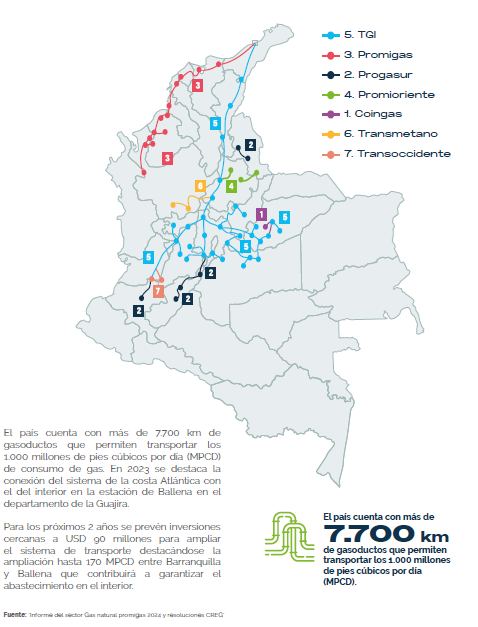 5. TGI
3. Promigas
2. Progasur
4. Promioriente
1. Coingas
6. Transmetano
7. Transoccidente
3
5
2
3
6
4
1
5
5
5
2
7
2
2
El país cuenta con más de 7.700 km de
gasoductos que permiten transportar los
1.000 millones de pies cúbicos por día (MPCD)
de consumo de gas. En 2023 se destaca la
conexión del sistema de la costa Atlántica con
el del interior en la estación de Ballena en el
departamento de la Guajira.
Para los próximos 2 años se prevén inversiones
cercanas a USD 90 millones para ampliar
el sistema de transporte destacándose la
ampliación hasta 170 MPCD entre Barranquilla
y Ballena que contribuirá a garantizar el
abastecimiento en el interior.
El país cuenta con más de
7.700 km
de gasoductos que permiten
transportar los 1.000 millones
de pies cúbicos por día
(MPCD).
Fuente: 'Informe del sector Gas natural promigas 2024 y resoluciones CREG'